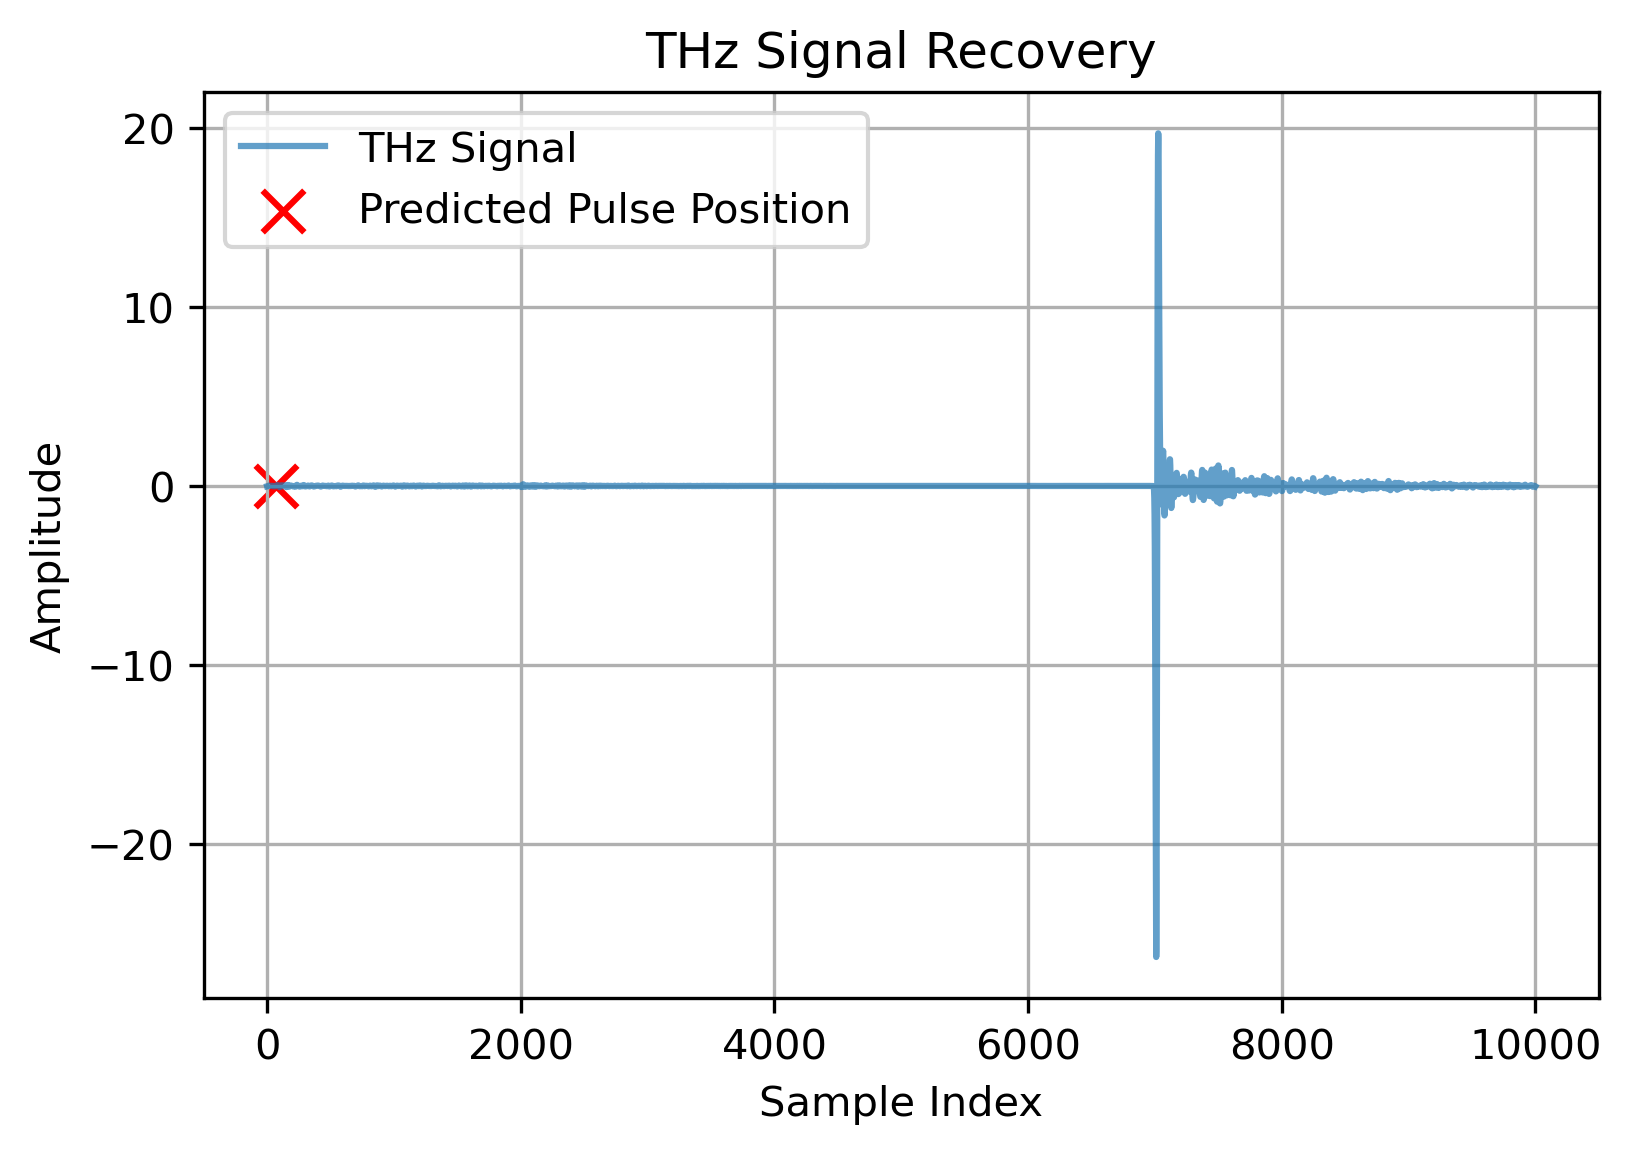 THz Signal Recovery
THz Signal
Predicted Pulse Position
20
10
0
−10
−20
Amplitude
0 2000 4000 6000 8000 10000
Sample Index